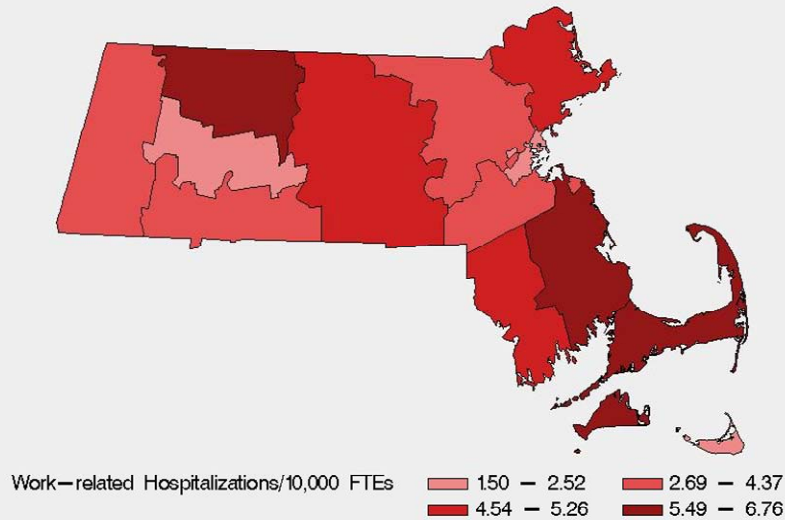 Work-related Hospitalizations/10,000 FTEs
1.50 - 2.52
2.69 - 4.37
4.54 - 5.26
5.49 - 6.76